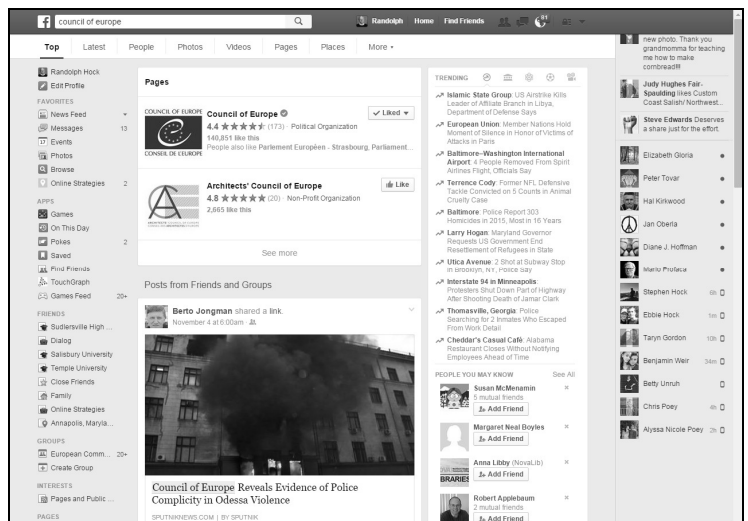 council of europe
Randolph Home Find Friends
Top Latest People Photos Videos Pages Places More
Randolph Hock
Edit Profile
FAVORITES
News Feed
Messages 13
Events
Photos
Browse
Online Strategies 2
APPS
Games
On This Day
Pokes 2
Saved
Find Friends
TouchGraph
Games Feed 20+
FRIENDS
Sudlersville High ...
Dialog
Salisbury University
Temple University
Close Friends
Family
Online Strategies
Annapolis, Maryla...
GROUPS
European Comm... 20+
Create Group
INTERESTS
Pages and Public ...
PAGES
Pages
COUNCIL OF EUROPE
CONSEIL DE L'EUROPE
Council of Europe
4.4 (173) · Political Organization
140,851 like this
People also like Parlement Européen - Strasbourg, Parliament...
Liked
Architects' Council of Europe
4.8 (20) · Non-Profit Organization
2,665 like this
Like
See more
Posts from Friends and Groups
Berto Jongman shared a link.
November 4 at 6:00am ·
Council of Europe Reveals Evidence of Police
Complicity in Odessa Violence
SPUTNIKNEWS.COM | BY SPUTNIK
TRENDING
Islamic State Group: US Airstrike Kills
Leader of Affiliate Branch in Libya,
Department of Defense Says
European Union: Member Nations Hold
Moment of Silence in Honor of Victims of
Attacks in Paris
Baltimore–Washington International
Airport: 4 People Removed From Spirit
Airlines Flight, Officials Say
Terrence Cody: Former NFL Defensive
Tackle Convicted on 5 Counts in Animal
Cruelty Case
Baltimore: Police Report 303
Homicides in 2015, Most in 16 Years
Larry Hogan: Maryland Governor
Requests US Government End
Resettlement of Refugees in State
Utica Avenue: 2 Shot at Subway Stop
in Brooklyn, NY, Police Say
Interstate 94 in Minneapolis:
Protesters Shut Down Part of Highway
After Shooting Death of Jamar Clark
Thomasville, Georgia: Police
Searching for 2 Inmates Who Escaped
From Work Detail
Cheddar's Casual Café: Alabama
Restaurant Closes Without Notifying
Employees Ahead of Time
PEOPLE YOU MAY KNOW See All
Susan McMenamin
5 mutual friends
Add Friend
Margaret Neal Boyles
Add Friend
Anna Libby (NovaLib)
Add Friend
BRARIES
Robert Applebaum
2 mutual friends
Add Friend
new photo. Thank you
grandmomma for teaching
me how to make
cornbread!!!
Judy Hughes Fair-
Spaulding likes Custom
Coast Salish/ Northwest...
Steve Edwards Deserves
a share just for the effort.
Elizabeth Gloria
Peter Tovar
Hal Kirkwood
Jan Oberla
Diane J. Hoffman
Mario Profaca
Stephen Hock 6h
Ebbie Hock 1m
Taryn Gordon 10h
Benjamin Weir 34m
Betty Unruh
Chris Poey 4h
Alyssa Nicole Poey 2h